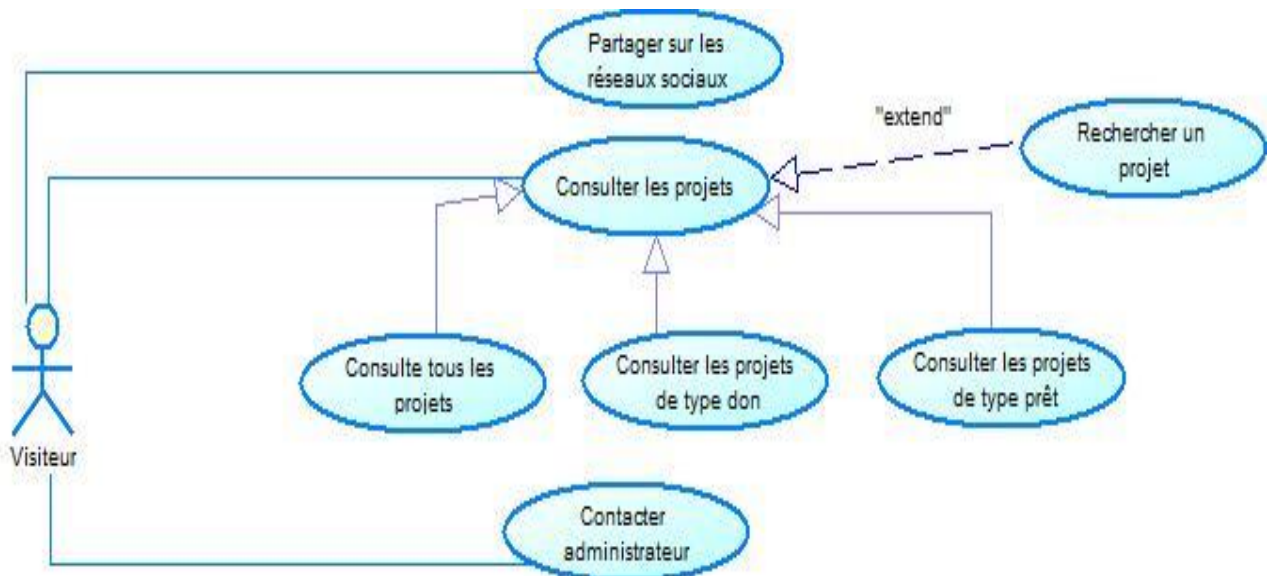 Partager sur les
réseaux sociaux
"extend"
Rechercher un
projet
Consulter les projets
Consulte tous les
projets
Consulter les projets
de type don
Consulter les projets
de type prêt
Visiteur
Contacter
administrateur